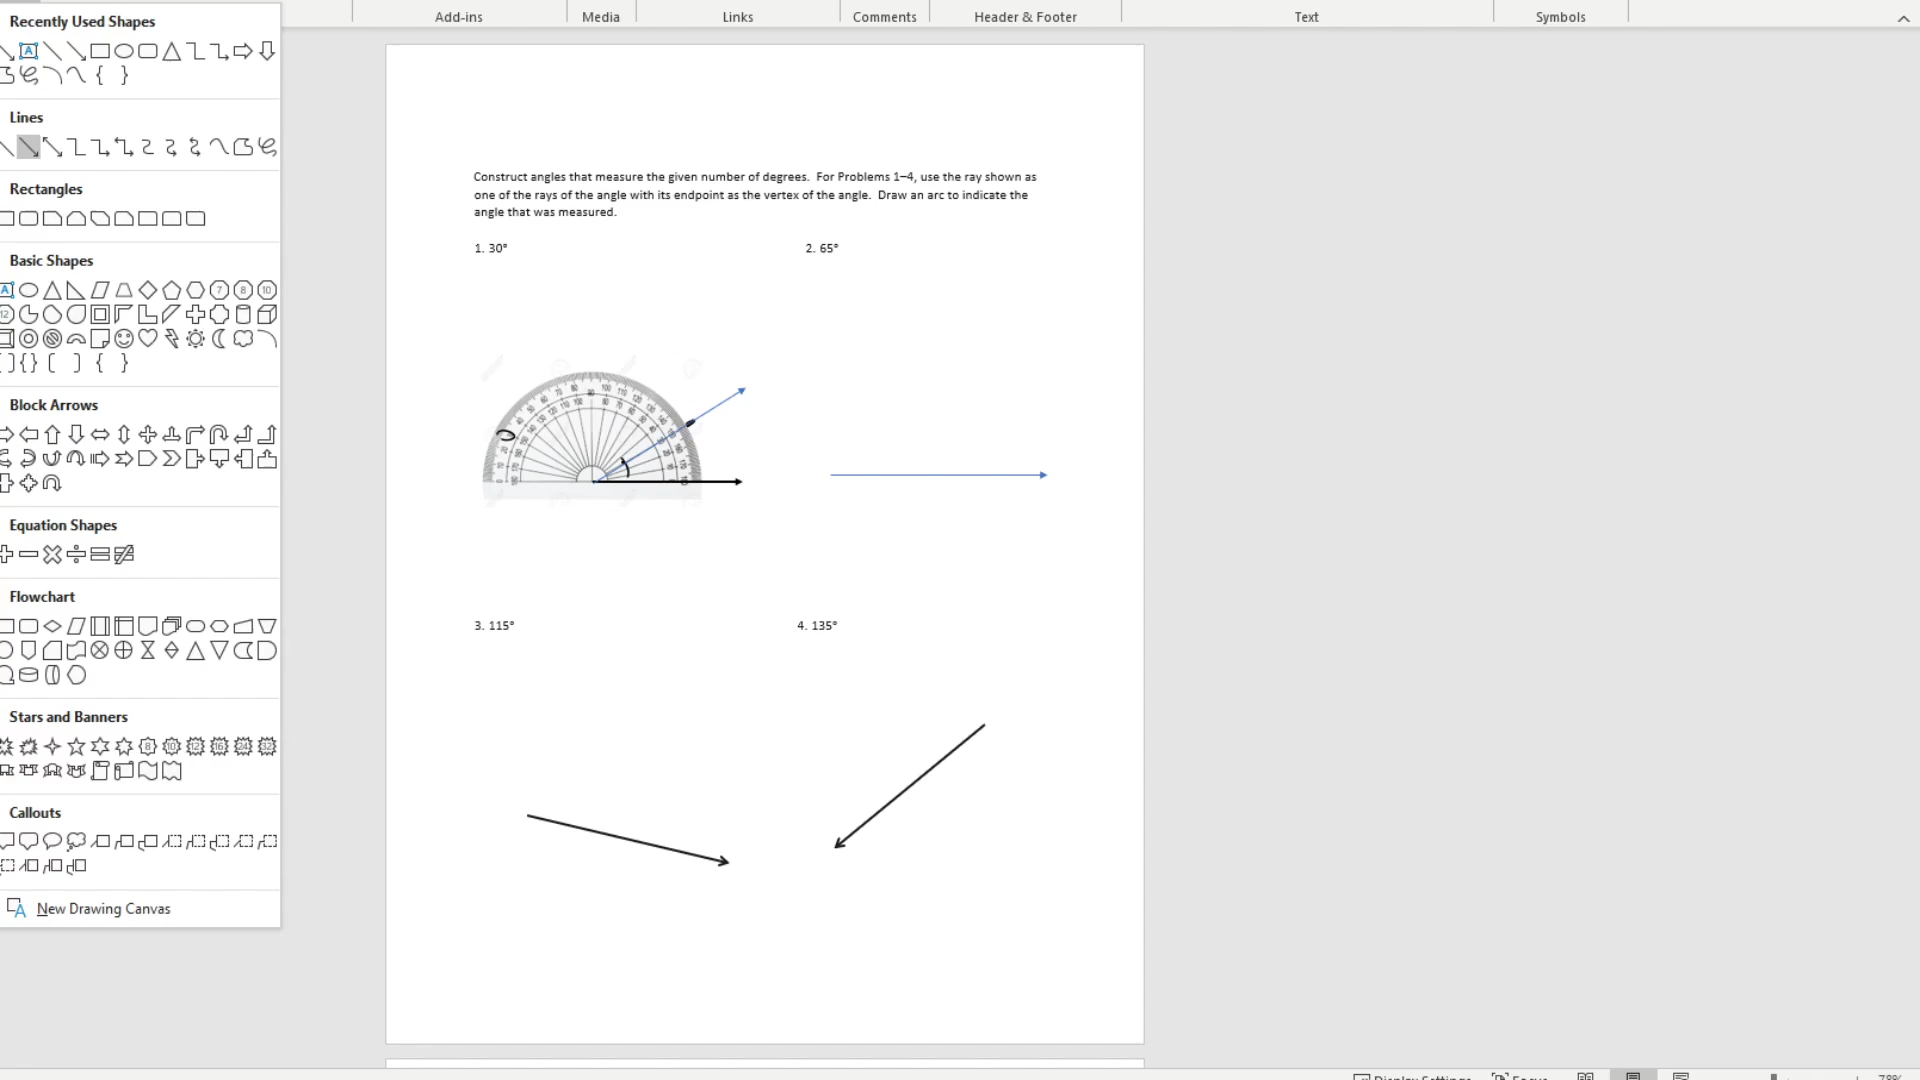 Recently Used Shapes
Lines
Rectangles
Basic Shapes
Block Arrows
Equation Shapes
Flowchart
Stars and Banners
Callouts
New Drawing Canvas
Add-ins
Media
Links
Comments
Header & Footer
Text
Symbols
Construct angles that measure the given number of degrees. For Problems 1–4, use the ray shown as
one of the rays of the angle with its endpoint as the vertex of the angle. Draw an arc to indicate the
angle that was measured.
1. 30°
2. 65°
3. 115°
4. 135°
Display Settings
Focus
78%